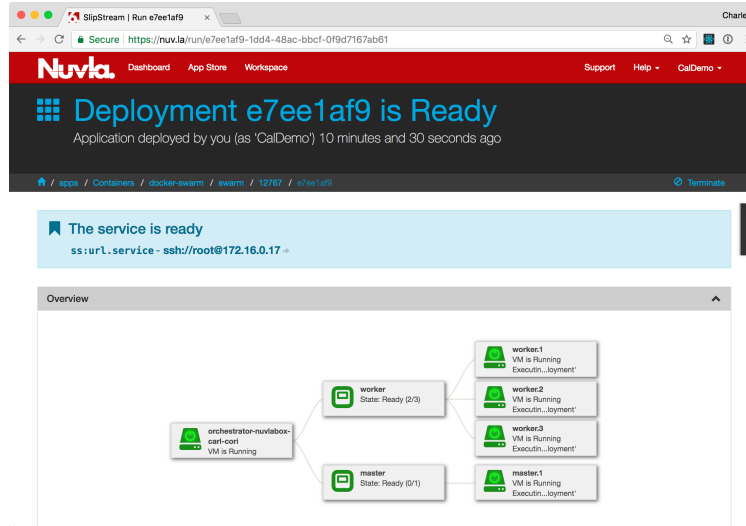 SlipStream | Run e7ee1af9
Charle
Secure https://nuv.la/run/e7ee1af9-1dd4-48ac-bbcf-0f9d7167ab61
Nuvla. Dashboard App Store Workspace Support Help CalDemo
Deployment e7ee1af9 is Ready
Application deployed by you (as 'CalDemo') 10 minutes and 30 seconds ago
/ apps / Containers / docker-swarm / swarm / 12767 / e7ee1af9 Terminate
The service is ready
ss:url.service - ssh://root@172.16.0.17
Overview
orchestrator-nuvlabox-
carl-cori
VM is Running
worker
State: Ready (2/3)
master
State: Ready (0/1)
worker.1
VM is Running
Executin...loyment'
worker.2
VM is Running
Executin...loyment'
worker.3
VM is Running
Executin...loyment'
master.1
VM is Running
Executin...loyment'